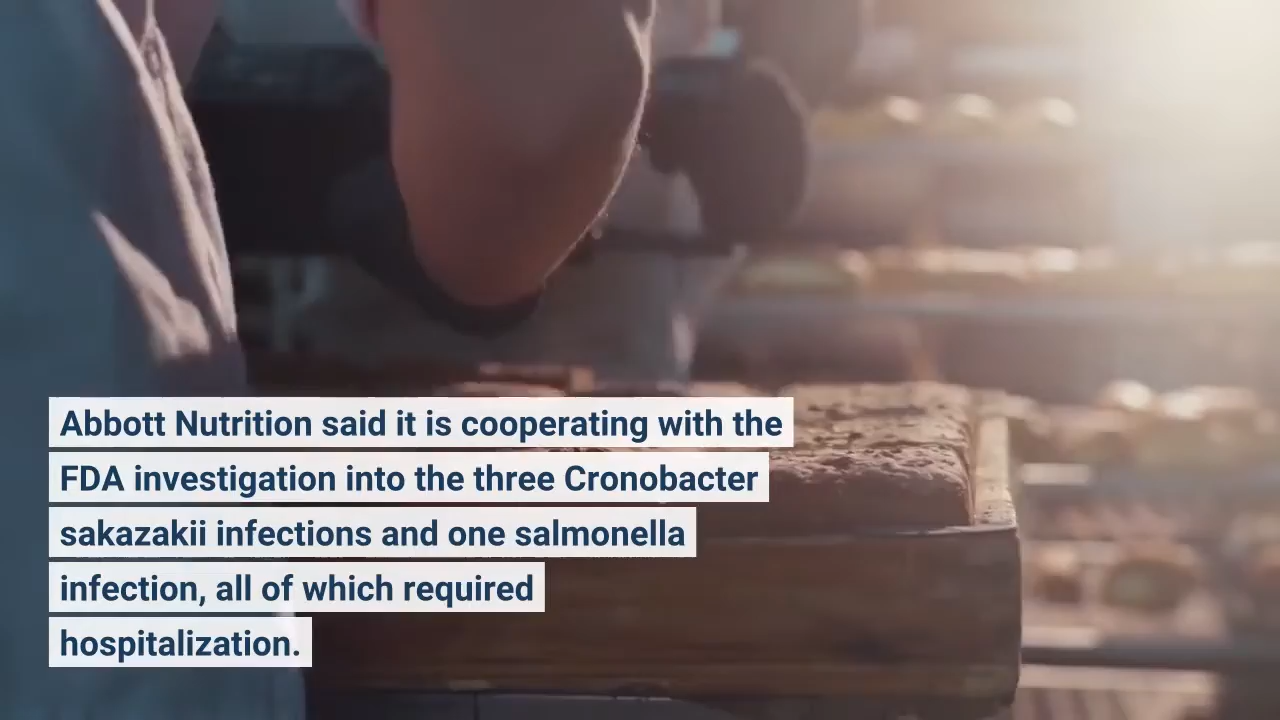 Abbott Nutrition said it is cooperating with the
FDA investigation into the three Cronobacter
sakazakii infections and one salmonella
infection, all of which required
hospitalization.